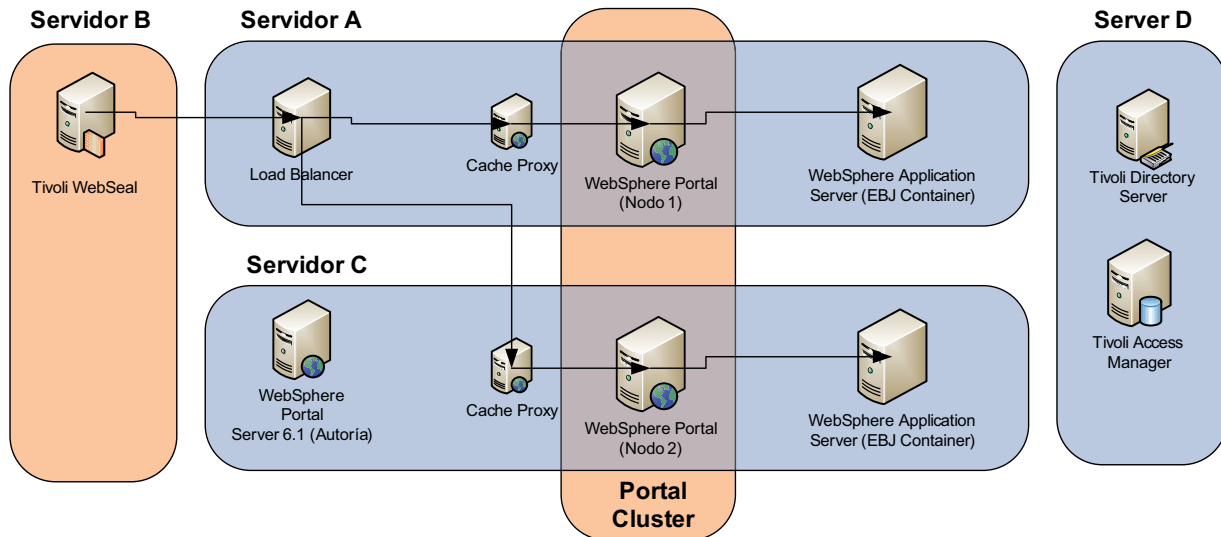 Servidor B
Servidor A
Server D
Tivoli WebSeal
Load Balancer
Cache Proxy
WebSphere Portal
(Nodo 1)
WebSphere Application
Server (EBJ Container)
Tivoli Directory
Server
Servidor C
WebSphere
Portal
Server 6.1 (Autoría)
Cache Proxy
WebSphere Portal
(Nodo 2)
WebSphere Application
Server (EBJ Container)
Tivoli Access
Manager
Portal
Cluster